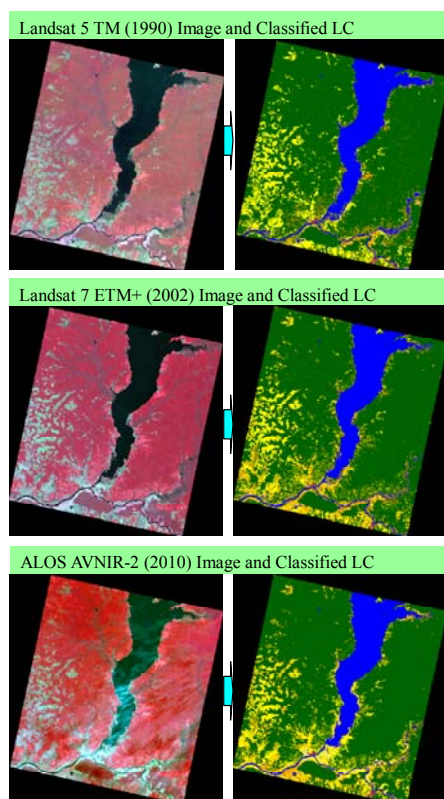 Landsat 5 TM (1990) Image and Classified LC
Landsat 7 ETM+ (2002) Image and Classified LC
ALOS AVNIR-2 (2010) Image and Classified LC